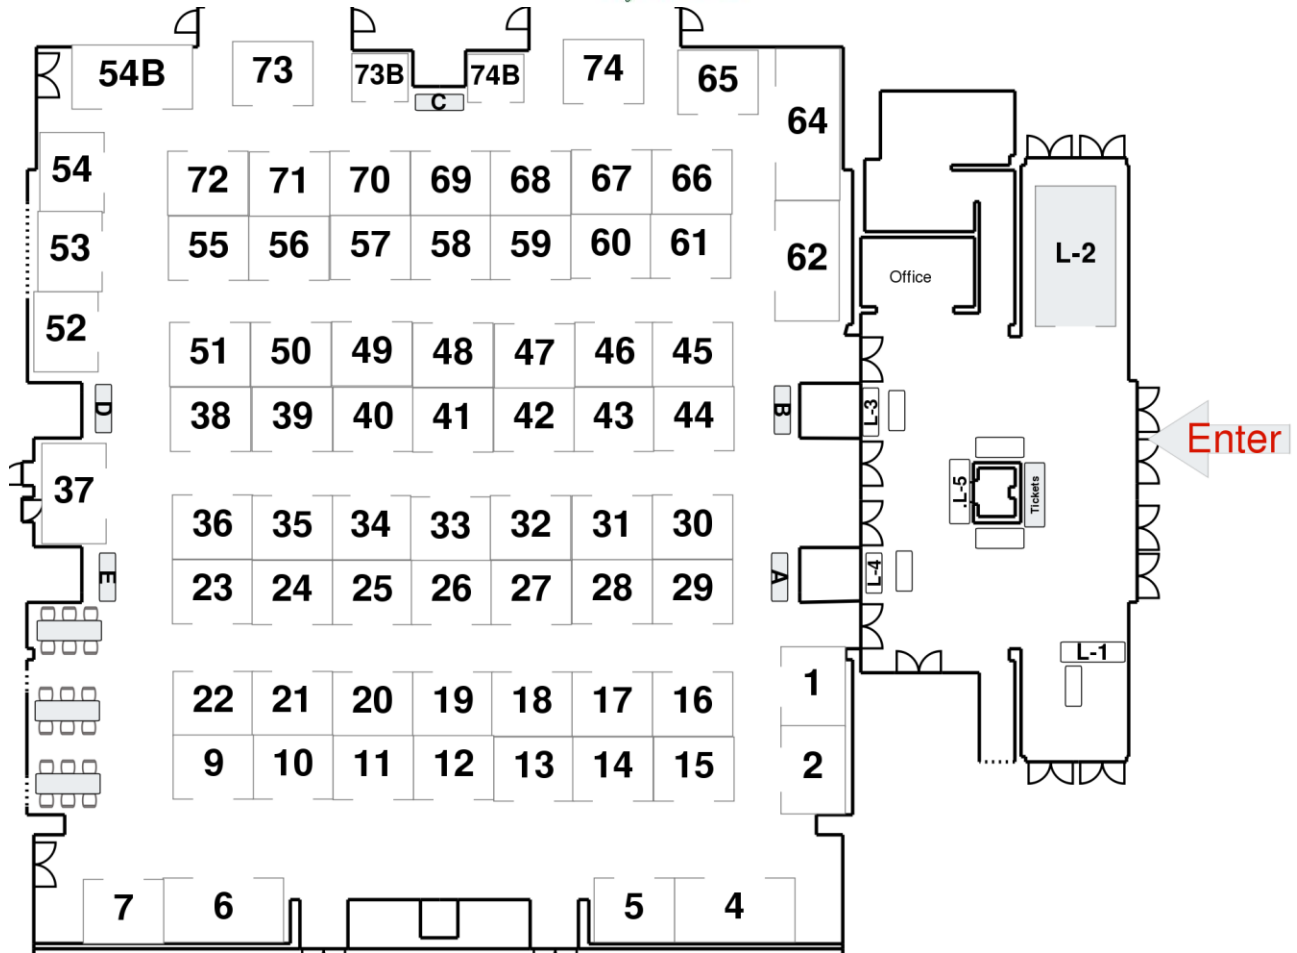 54B 73 73B 74B 74 65
C
64
54
72 71 70 69 68 67 66
53
55 56 57 58 59 60 61
62
L-2
Office
52
51 50 49 48 47 46 45
D
B
L-3
38 39 40 41 42 43 44
Enter
37
.L-5
Tickets
36 35 34 33 32 31 30
E
A
L-4
23 24 25 26 27 28 29
L-1
1
22 21 20 19 18 17 16
9 10 11 12 13 14 15
2
7 6 5 4